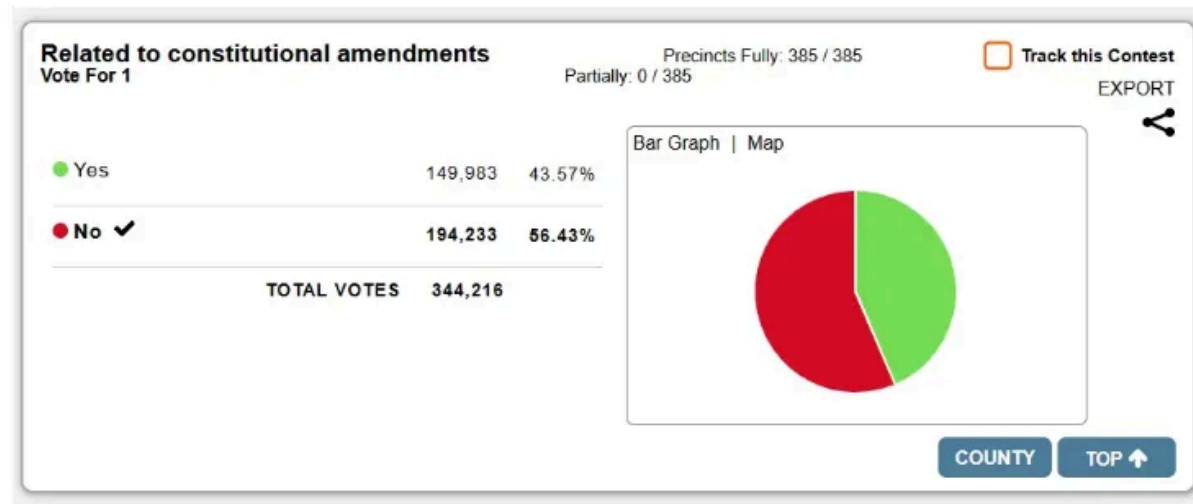 Related to constitutional amendments
Vote For 1
Precincts Fully: 385 / 385
Partially: 0 / 385
Track this Contest
EXPORT
Yes 149,983 43.57%
No 194,233 56.43%
TOTAL VOTES 344,216
Bar Graph | Map
COUNTY
TOP